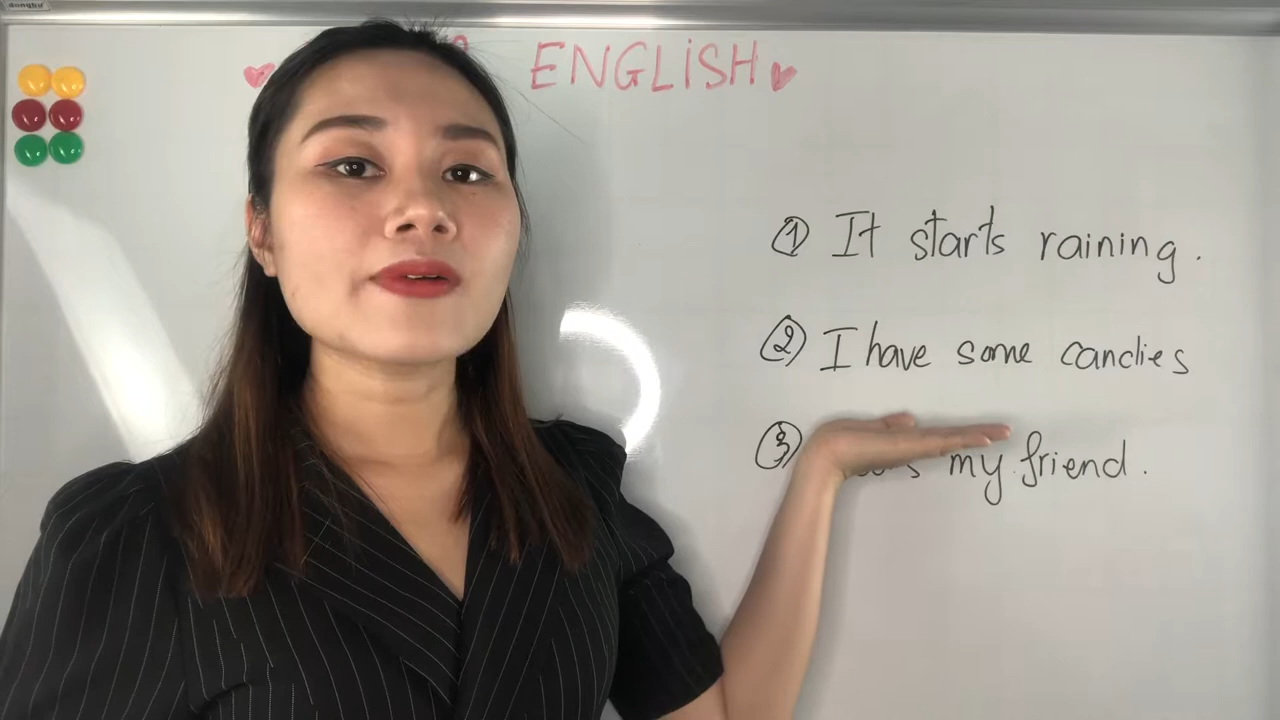 ENGLISH
① It starts raining.
② I have some candies
③ my friend.